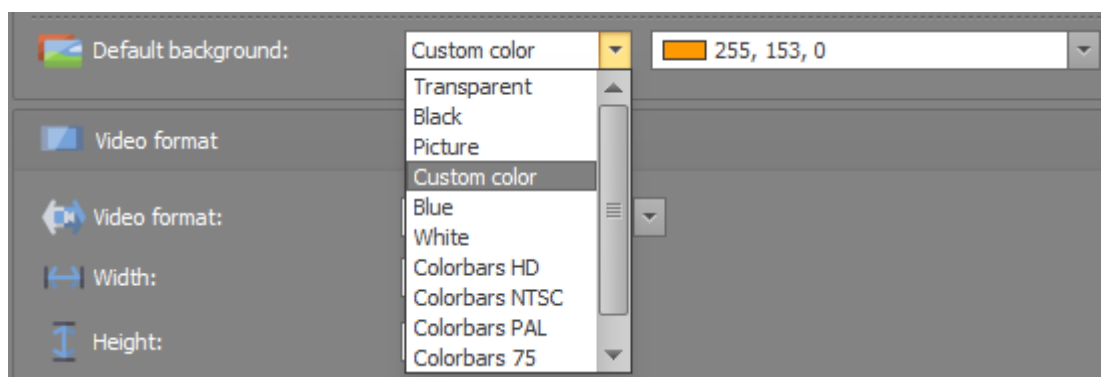 Default background:
Custom color
255, 153, 0
Transparent
Black
Picture
Custom color
Blue
White
Colorbars HD
Colorbars NTSC
Colorbars PAL
Colorbars 75
Video format
Video format:
Width:
Height: